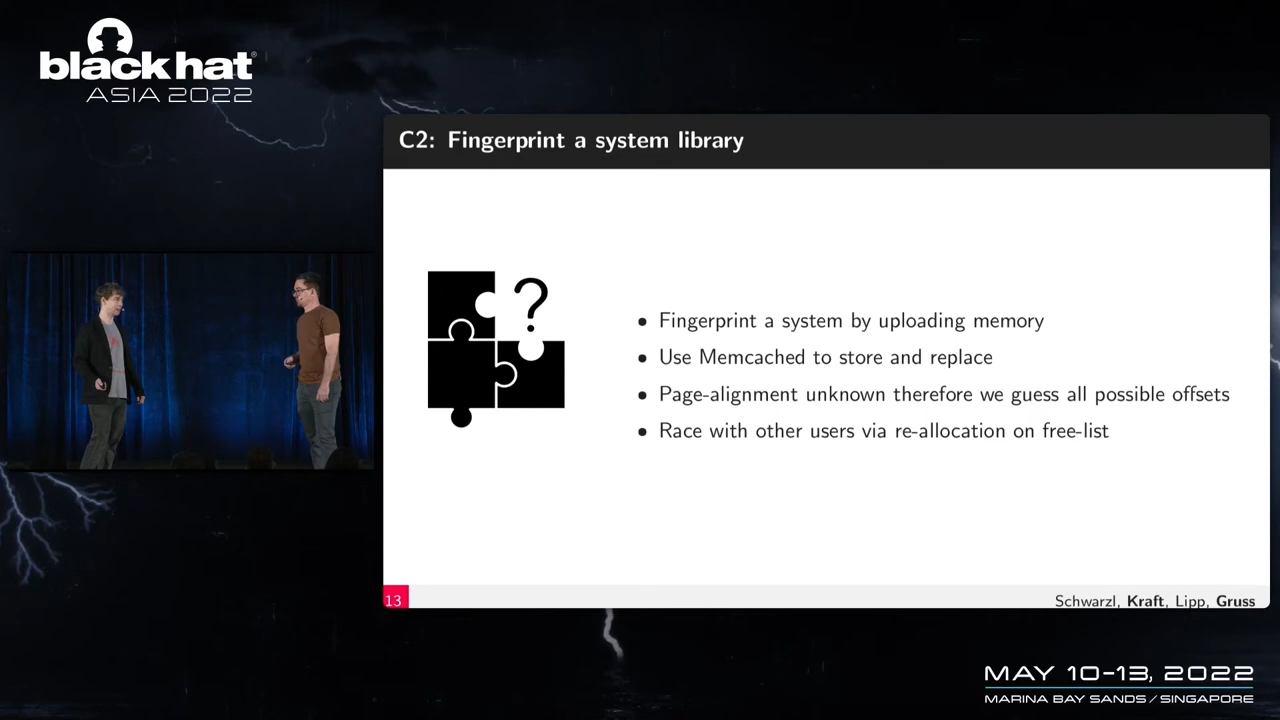 black hat®
ASIA 2022
C2: Fingerprint a system library
?
• Fingerprint a system by uploading memory
• Use Memcached to store and replace
• Page-alignment unknown therefore we guess all possible offsets
• Race with other users via re-allocation on free-list
13
Schwarzl, Kraft, Lipp, Gruss
MAY 10-13, 2022
MARINA BAY SANDS / SINGAPORE